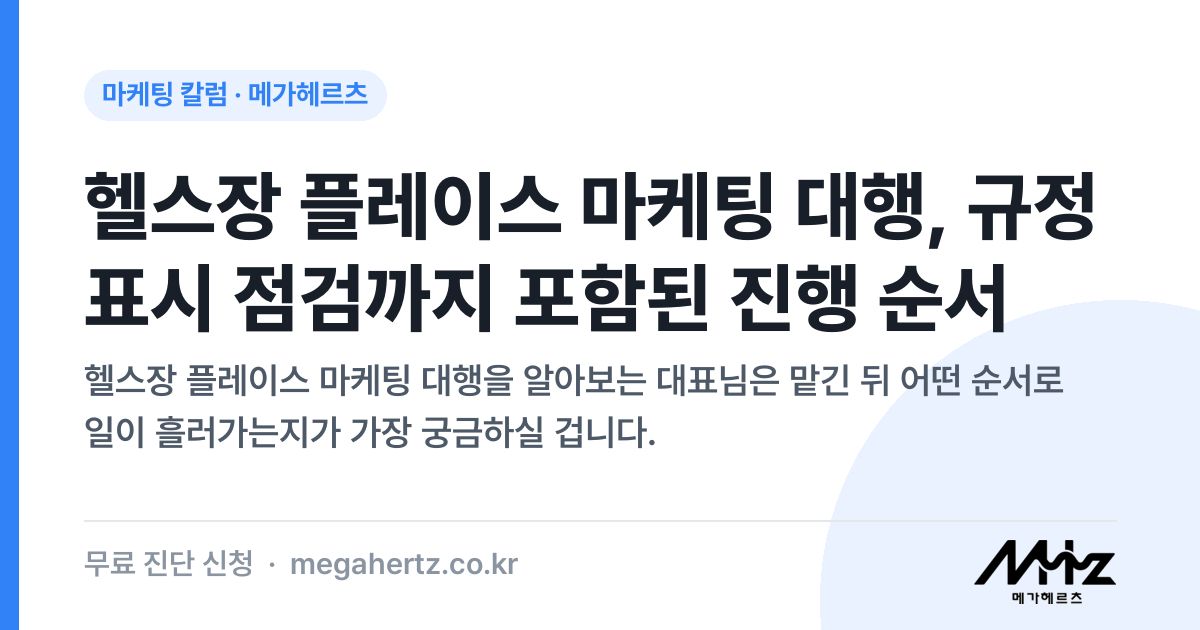 마케팅 칼럼 · 메가헤르츠
헬스장 플레이스 마케팅 대행, 규정
표시 점검까지 포함된 진행 순서
헬스장 플레이스 마케팅 대행을 알아보는 대표님은 맡긴 뒤 어떤 순서로
일이 흘러가는지가 가장 궁금하실 겁니다.
무료 진단 신청 · megahertz.co.kr
MHz
메가헤르츠